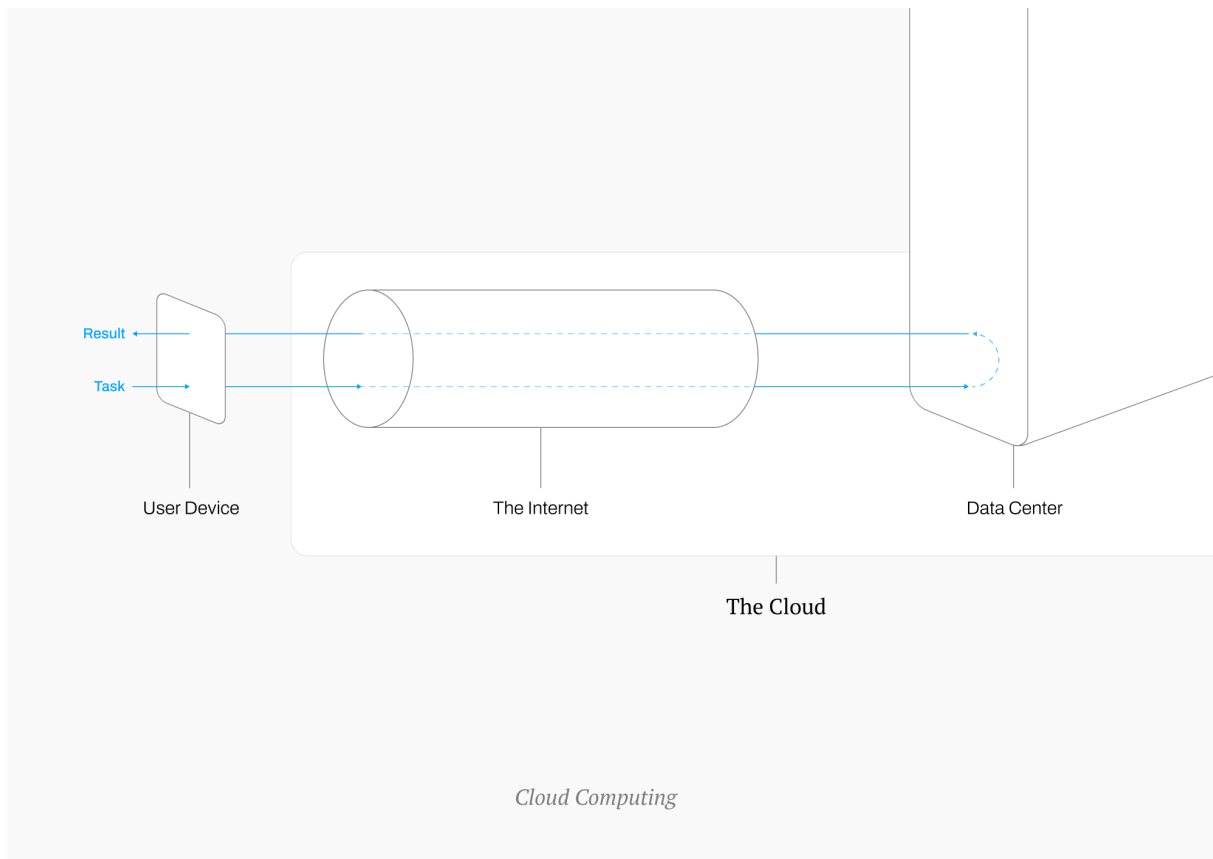 Result
Task
User Device
The Internet
Data Center
The Cloud
Cloud Computing